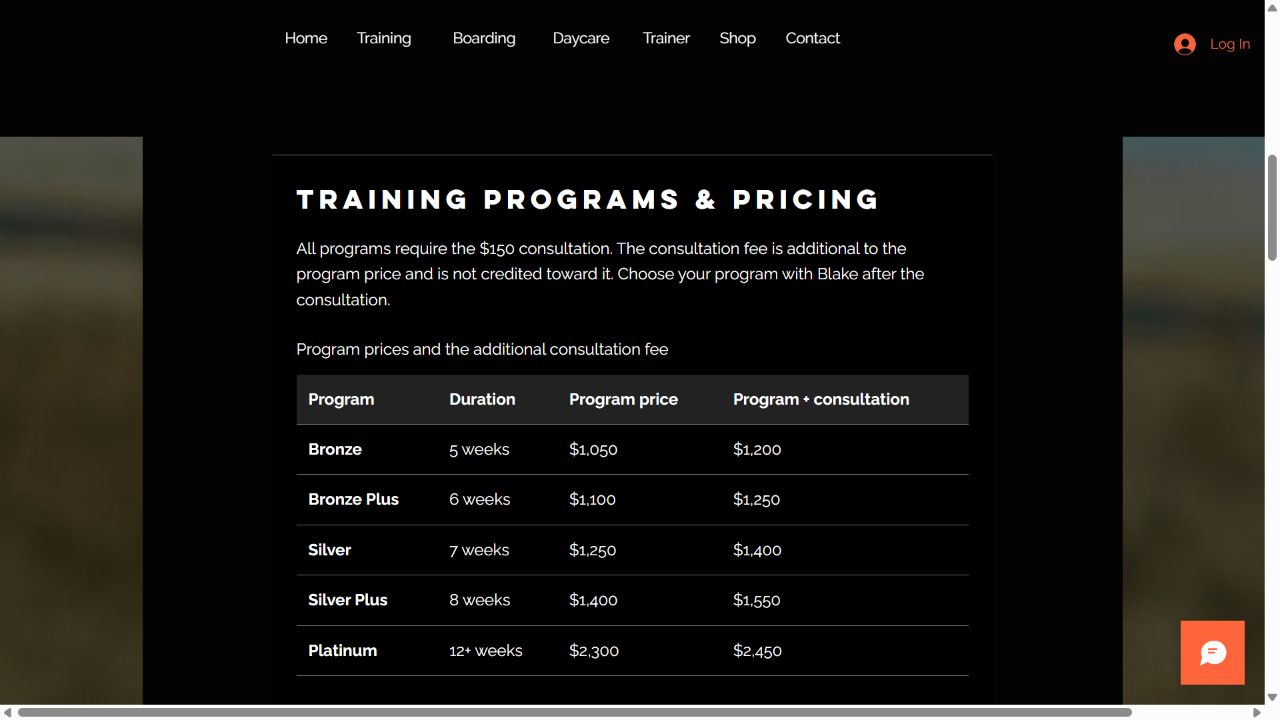 Home Training Boarding Daycare Trainer Shop Contact
Log In
TRAINING PROGRAMS & PRICING
All programs require the $150 consultation. The consultation fee is additional to the
program price and is not credited toward it. Choose your program with Blake after the
consultation.
Program prices and the additional consultation fee
Program Duration Program price Program + consultation
Bronze 5 weeks $1,050 $1,200
Bronze Plus 6 weeks $1,100 $1,250
Silver 7 weeks $1,250 $1,400
Silver Plus 8 weeks $1,400 $1,550
Platinum 12+ weeks $2,300 $2,450